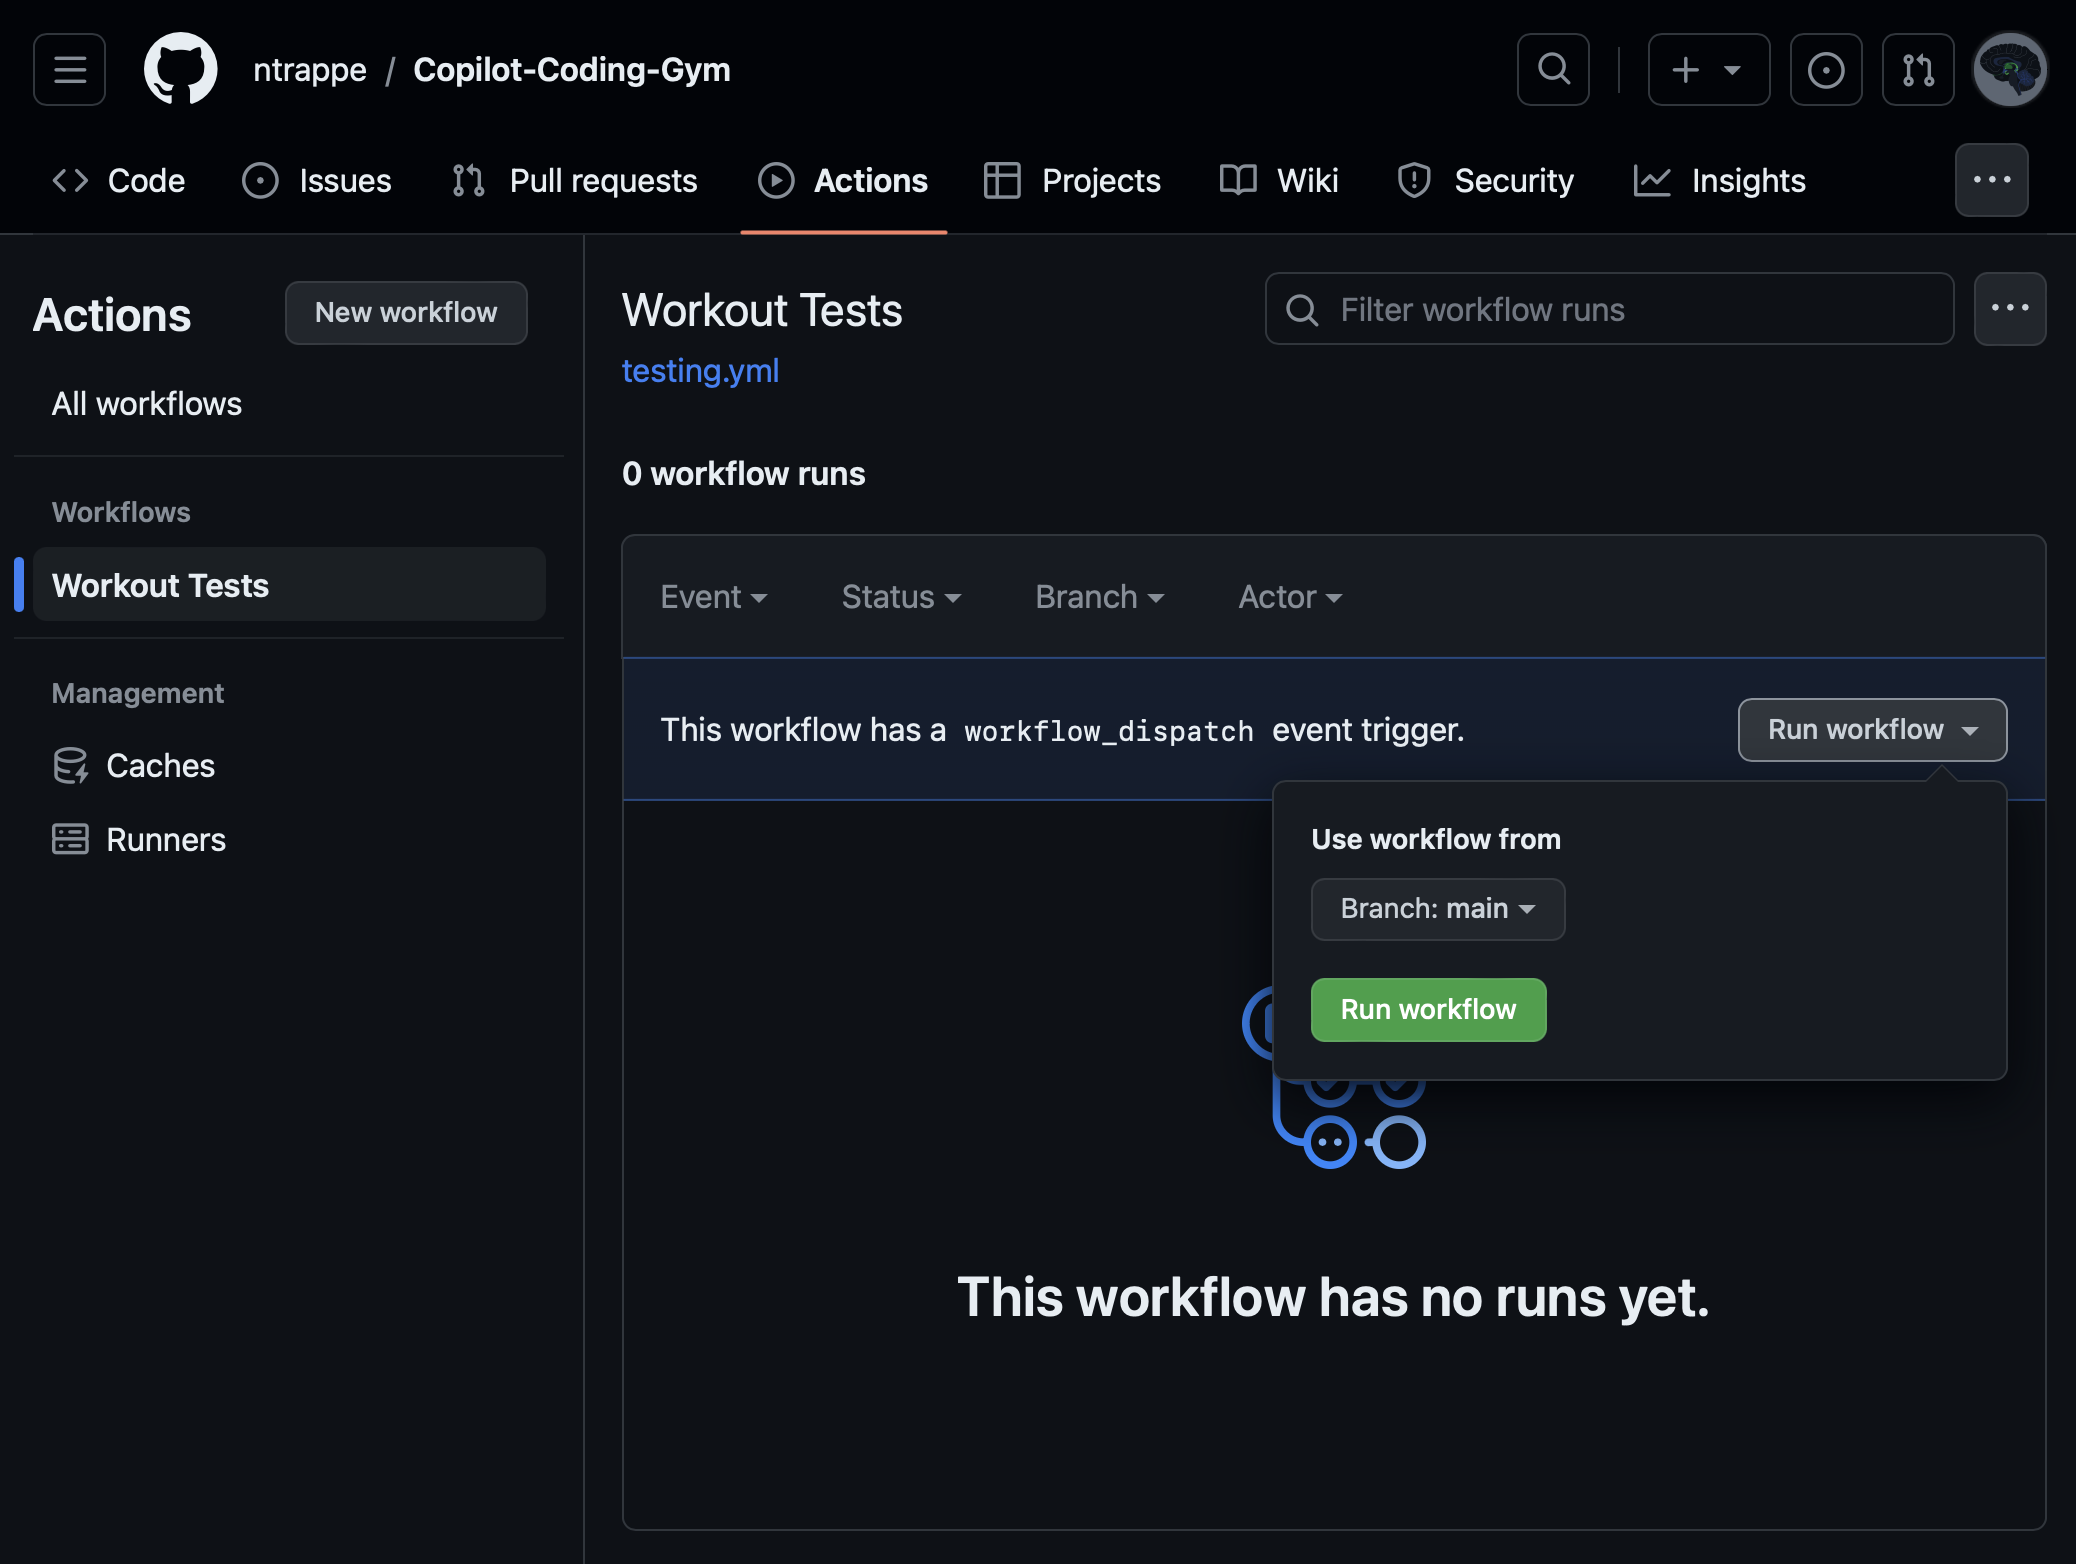 ntrappe / Copilot-Coding-Gym
Code Issues Pull requests Actions Projects Wiki Security Insights
Actions
New workflow
All workflows
Workflows
Workout Tests
Management
Caches
Runners
Workout Tests
testing.yml
Filter workflow runs
0 workflow runs
Event Status Branch Actor
This workflow has a workflow_dispatch event trigger.
Run workflow
Use workflow from
Branch: main
Run workflow
This workflow has no runs yet.